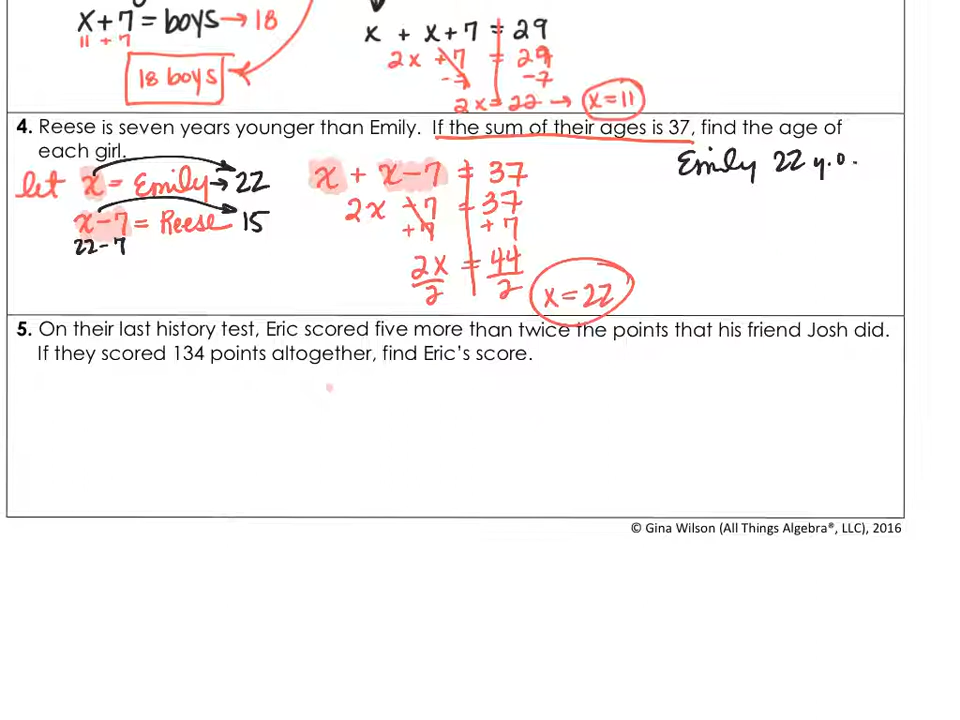 x+7 = boys → 18
11 + 7
18 boys
x + x+7 = 29
2x +7 = 29
-7 -7
2x = 22 → x=11
4. Reese is seven years younger than Emily. If the sum of their ages is 37, find the age of
each girl.
Emily 22 y.o.
let x = Emily → 22
x-7 = Reese 15
22-7
x + x-7 = 37
2x -7 = 37
+7 +7
2x = 44
2 2
x=22
5. On their last history test, Eric scored five more than twice the points that his friend Josh did.
If they scored 134 points altogether, find Eric's score.
© Gina Wilson (All Things Algebra®, LLC), 2016